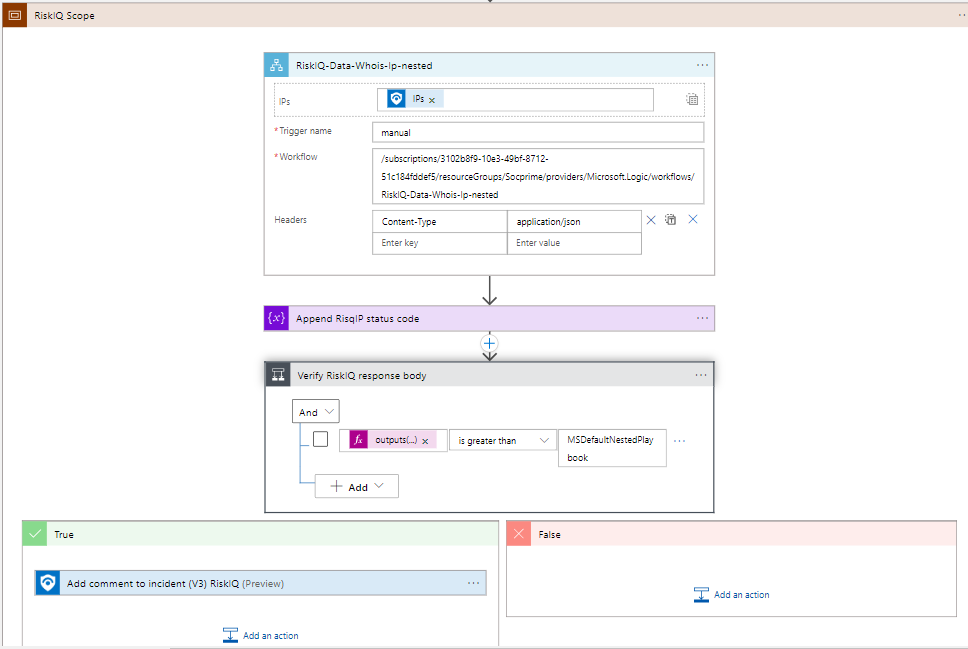 RiskIQ Scope
RiskIQ-Data-Whois-Ip-nested
IPs
IPs ×
*Trigger name
manual
*Workflow
/subscriptions/3102b8f9-10e3-49bf-8712-
51c184fddef5/resourceGroups/Socprime/providers/Microsoft.Logic/workflows/
RiskIQ-Data-Whois-Ip-nested
Headers
Content-Type
application/json
Enter key
Enter value
{x} Append RisqIP status code
Verify RiskIQ response body
And
fx outputs(...) ×
is greater than
MSDefaultNestedPlay
book
+ Add
True
False
Add comment to incident (V3) RiskIQ (Preview)
Add an action
Add an action